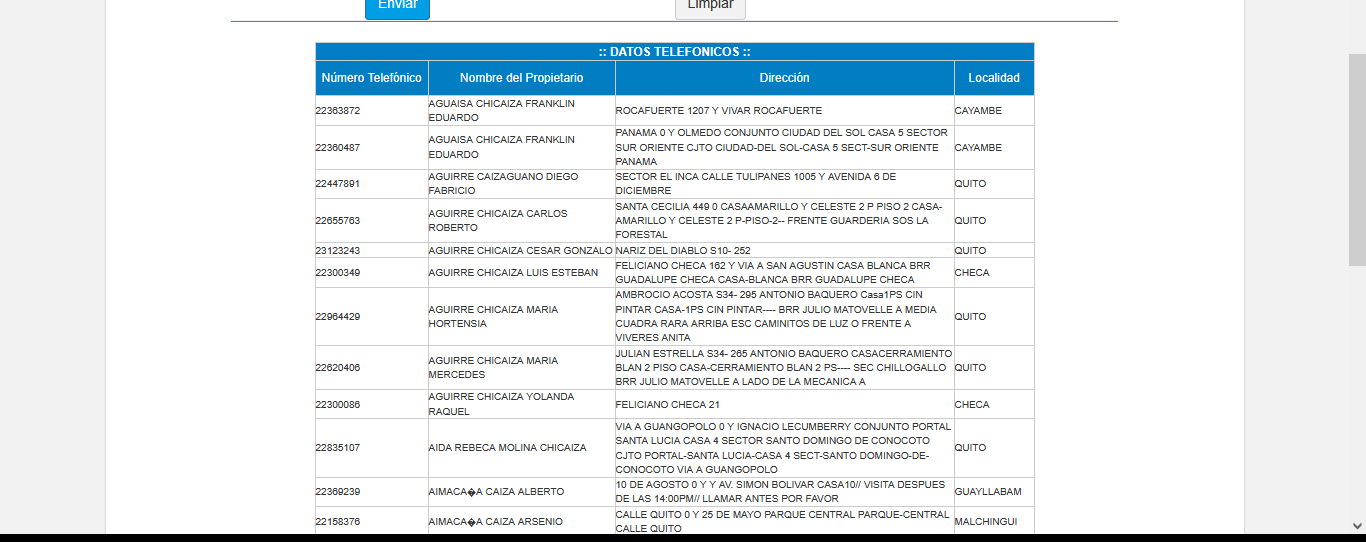 Enviar Limpiar
:: DATOS TELEFONICOS ::
Número Telefónico Nombre del Propietario Dirección Localidad
22363872 AGUAISA CHICAIZA FRANKLIN EDUARDO ROCAFUERTE 1207 Y VIVAR ROCAFUERTE CAYAMBE
22360487 AGUAISA CHICAIZA FRANKLIN EDUARDO PANAMA 0 Y OLMEDO CONJUNTO CIUDAD DEL SOL CASA 5 SECTOR SUR ORIENTE CJTO CIUDAD-DEL SOL-CASA 5 SECT-SUR ORIENTE PANAMA CAYAMBE
22447891 AGUIRRE CAIZAGUANO DIEGO FABRICIO SECTOR EL INCA CALLE TULIPANES 1005 Y AVENIDA 6 DE DICIEMBRE QUITO
22655763 AGUIRRE CHICAIZA CARLOS ROBERTO SANTA CECILIA 449 0 CASAAMARILLO Y CELESTE 2 P PISO 2 CASA-AMARILLO Y CELESTE 2 P-PISO-2-- FRENTE GUARDERIA SOS LA FORESTAL QUITO
23123243 AGUIRRE CHICAIZA CESAR GONZALO NARIZ DEL DIABLO S10- 252 QUITO
22300349 AGUIRRE CHICAIZA LUIS ESTEBAN FELICIANO CHECA 162 Y VIA A SAN AGUSTIN CASA BLANCA BRR GUADALUPE CHECA CASA-BLANCA BRR GUADALUPE CHECA CHECA
22964429 AGUIRRE CHICAIZA MARIA HORTENSIA AMBROCIO ACOSTA S34- 295 ANTONIO BAQUERO Casa1PS CIN PINTAR CASA-1PS CIN PINTAR---- BRR JULIO MATOVELLE A MEDIA CUADRA RARA ARRIBA ESC CAMINITOS DE LUZ O FRENTE A VIVERES ANITA QUITO
22620406 AGUIRRE CHICAIZA MARIA MERCEDES JULIAN ESTRELLA S34- 265 ANTONIO BAQUERO CASACERRAMIENTO BLAN 2 PISO CASA-CERRAMIENTO BLAN 2 PS---- SEC CHILLOGALLO BRR JULIO MATOVELLE A LADO DE LA MECANICA A QUITO
22300086 AGUIRRE CHICAIZA YOLANDA RAQUEL FELICIANO CHECA 21 CHECA
22835107 AIDA REBECA MOLINA CHICAIZA VIA A GUANGOPOLO 0 Y IGNACIO LECUMBERRY CONJUNTO PORTAL SANTA LUCIA CASA 4 SECTOR SANTO DOMINGO DE CONOCOTO CJTO PORTAL-SANTA LUCIA-CASA 4 SECT-SANTO DOMINGO-DE-CONOCOTO VIA A GUANGOPOLO QUITO
22369239 AIMACA�A CAIZA ALBERTO 10 DE AGOSTO 0 Y Y AV. SIMON BOLIVAR CASA10// VISITA DESPUES DE LAS 14:00PM// LLAMAR ANTES POR FAVOR GUAYLLABAM
22158376 AIMACA�A CAIZA ARSENIO CALLE QUITO 0 Y 25 DE MAYO PARQUE CENTRAL PARQUE-CENTRAL CALLE QUITO MALCHINGUI